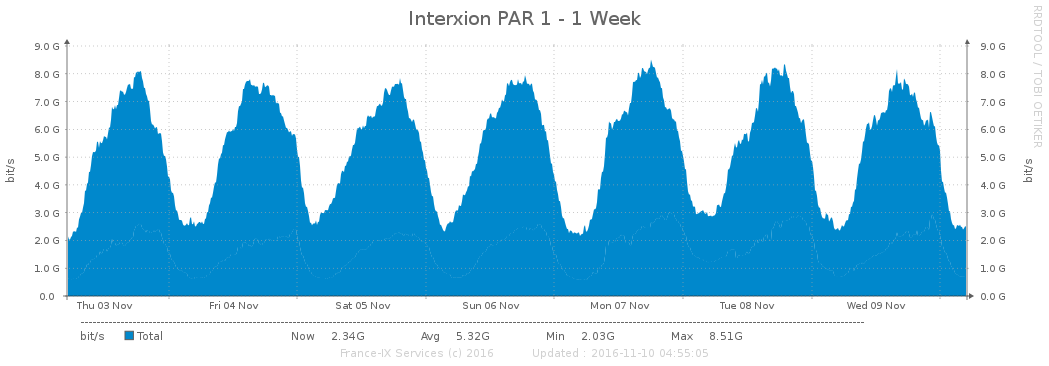 Interxion PAR 1 - 1 Week
RRDTOOL / TOBI OETIKER
bit/s
9.0 G 9.0 G
8.0 G 8.0 G
7.0 G 7.0 G
6.0 G 6.0 G
5.0 G 5.0 G
4.0 G 4.0 G
3.0 G 3.0 G
2.0 G 2.0 G
1.0 G 1.0 G
0.0 0.0 G
bit/s
Thu 03 Nov Fri 04 Nov Sat 05 Nov Sun 06 Nov Mon 07 Nov Tue 08 Nov Wed 09 Nov
bit/s Total Now 2.34G Avg 5.32G Min 2.03G Max 8.51G
France-IX Services (c) 2016 Updated : 2016-11-10 04:55:05